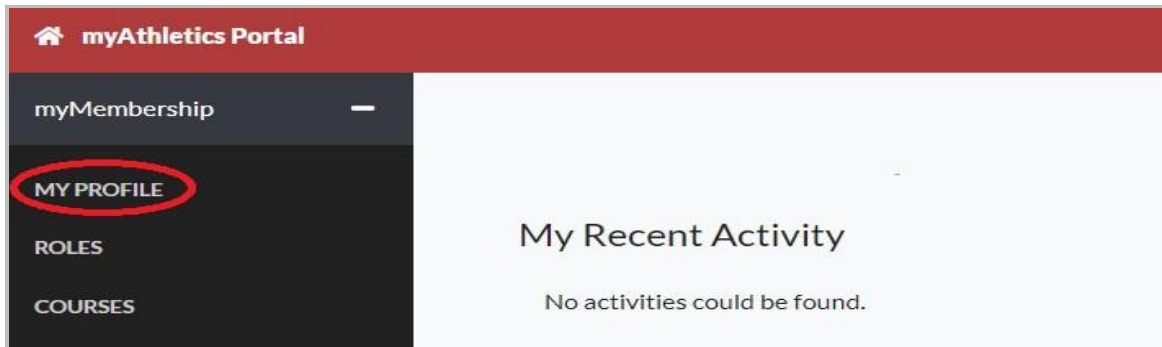 myAthletics Portal
myMembership
MY PROFILE
ROLES
COURSES
My Recent Activity
No activities could be found.